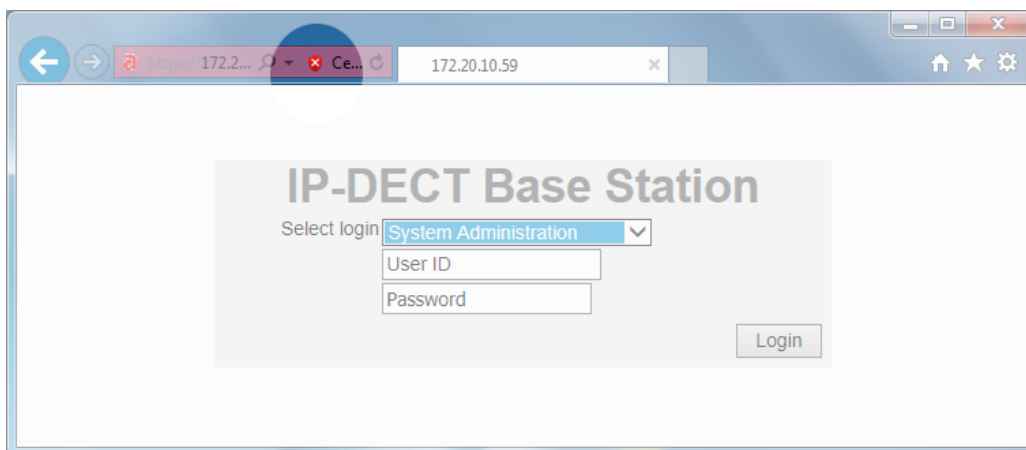 https://172.2... Ce... 172.20.10.59
IP-DECT Base Station
Select login System Administration
User ID
Password
Login